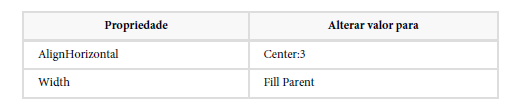 Propriedade Alterar valor para
AlignHorizontal Center:3
Width Fill Parent